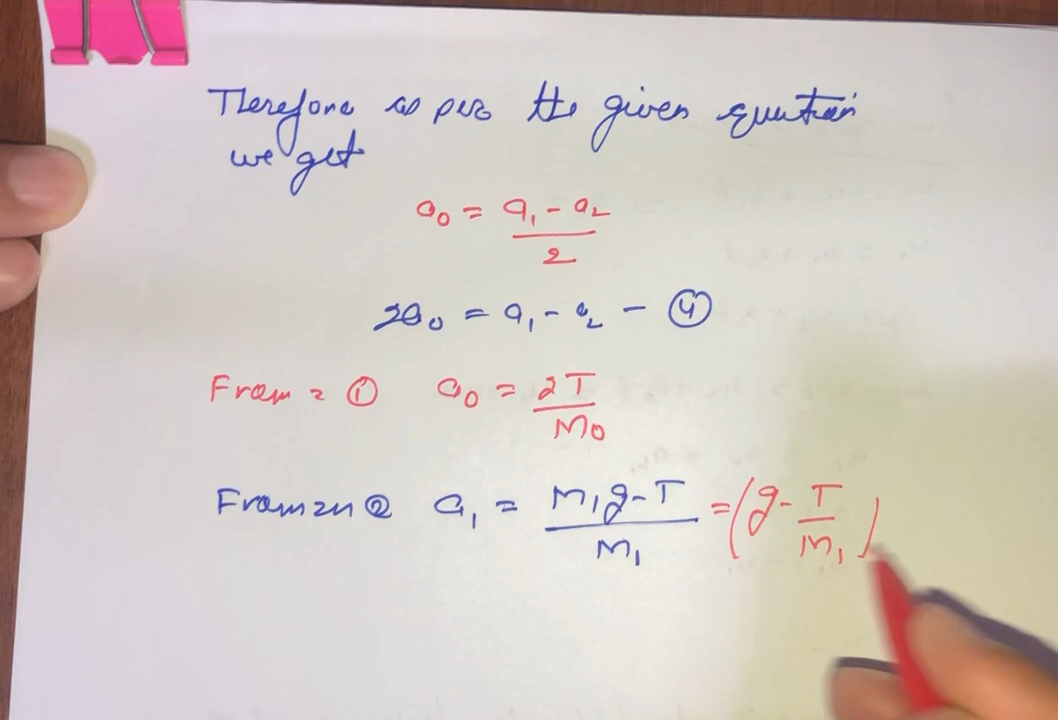 Therefore as per the given equation
we get
a₀ = a₁ - a₂ / 2
2a₀ = a₁ - a₂ - ④
From = ① a₀ = 2T / M₀
From zn ② a₁ = m₁g-T / m₁ = (g - T / m₁)